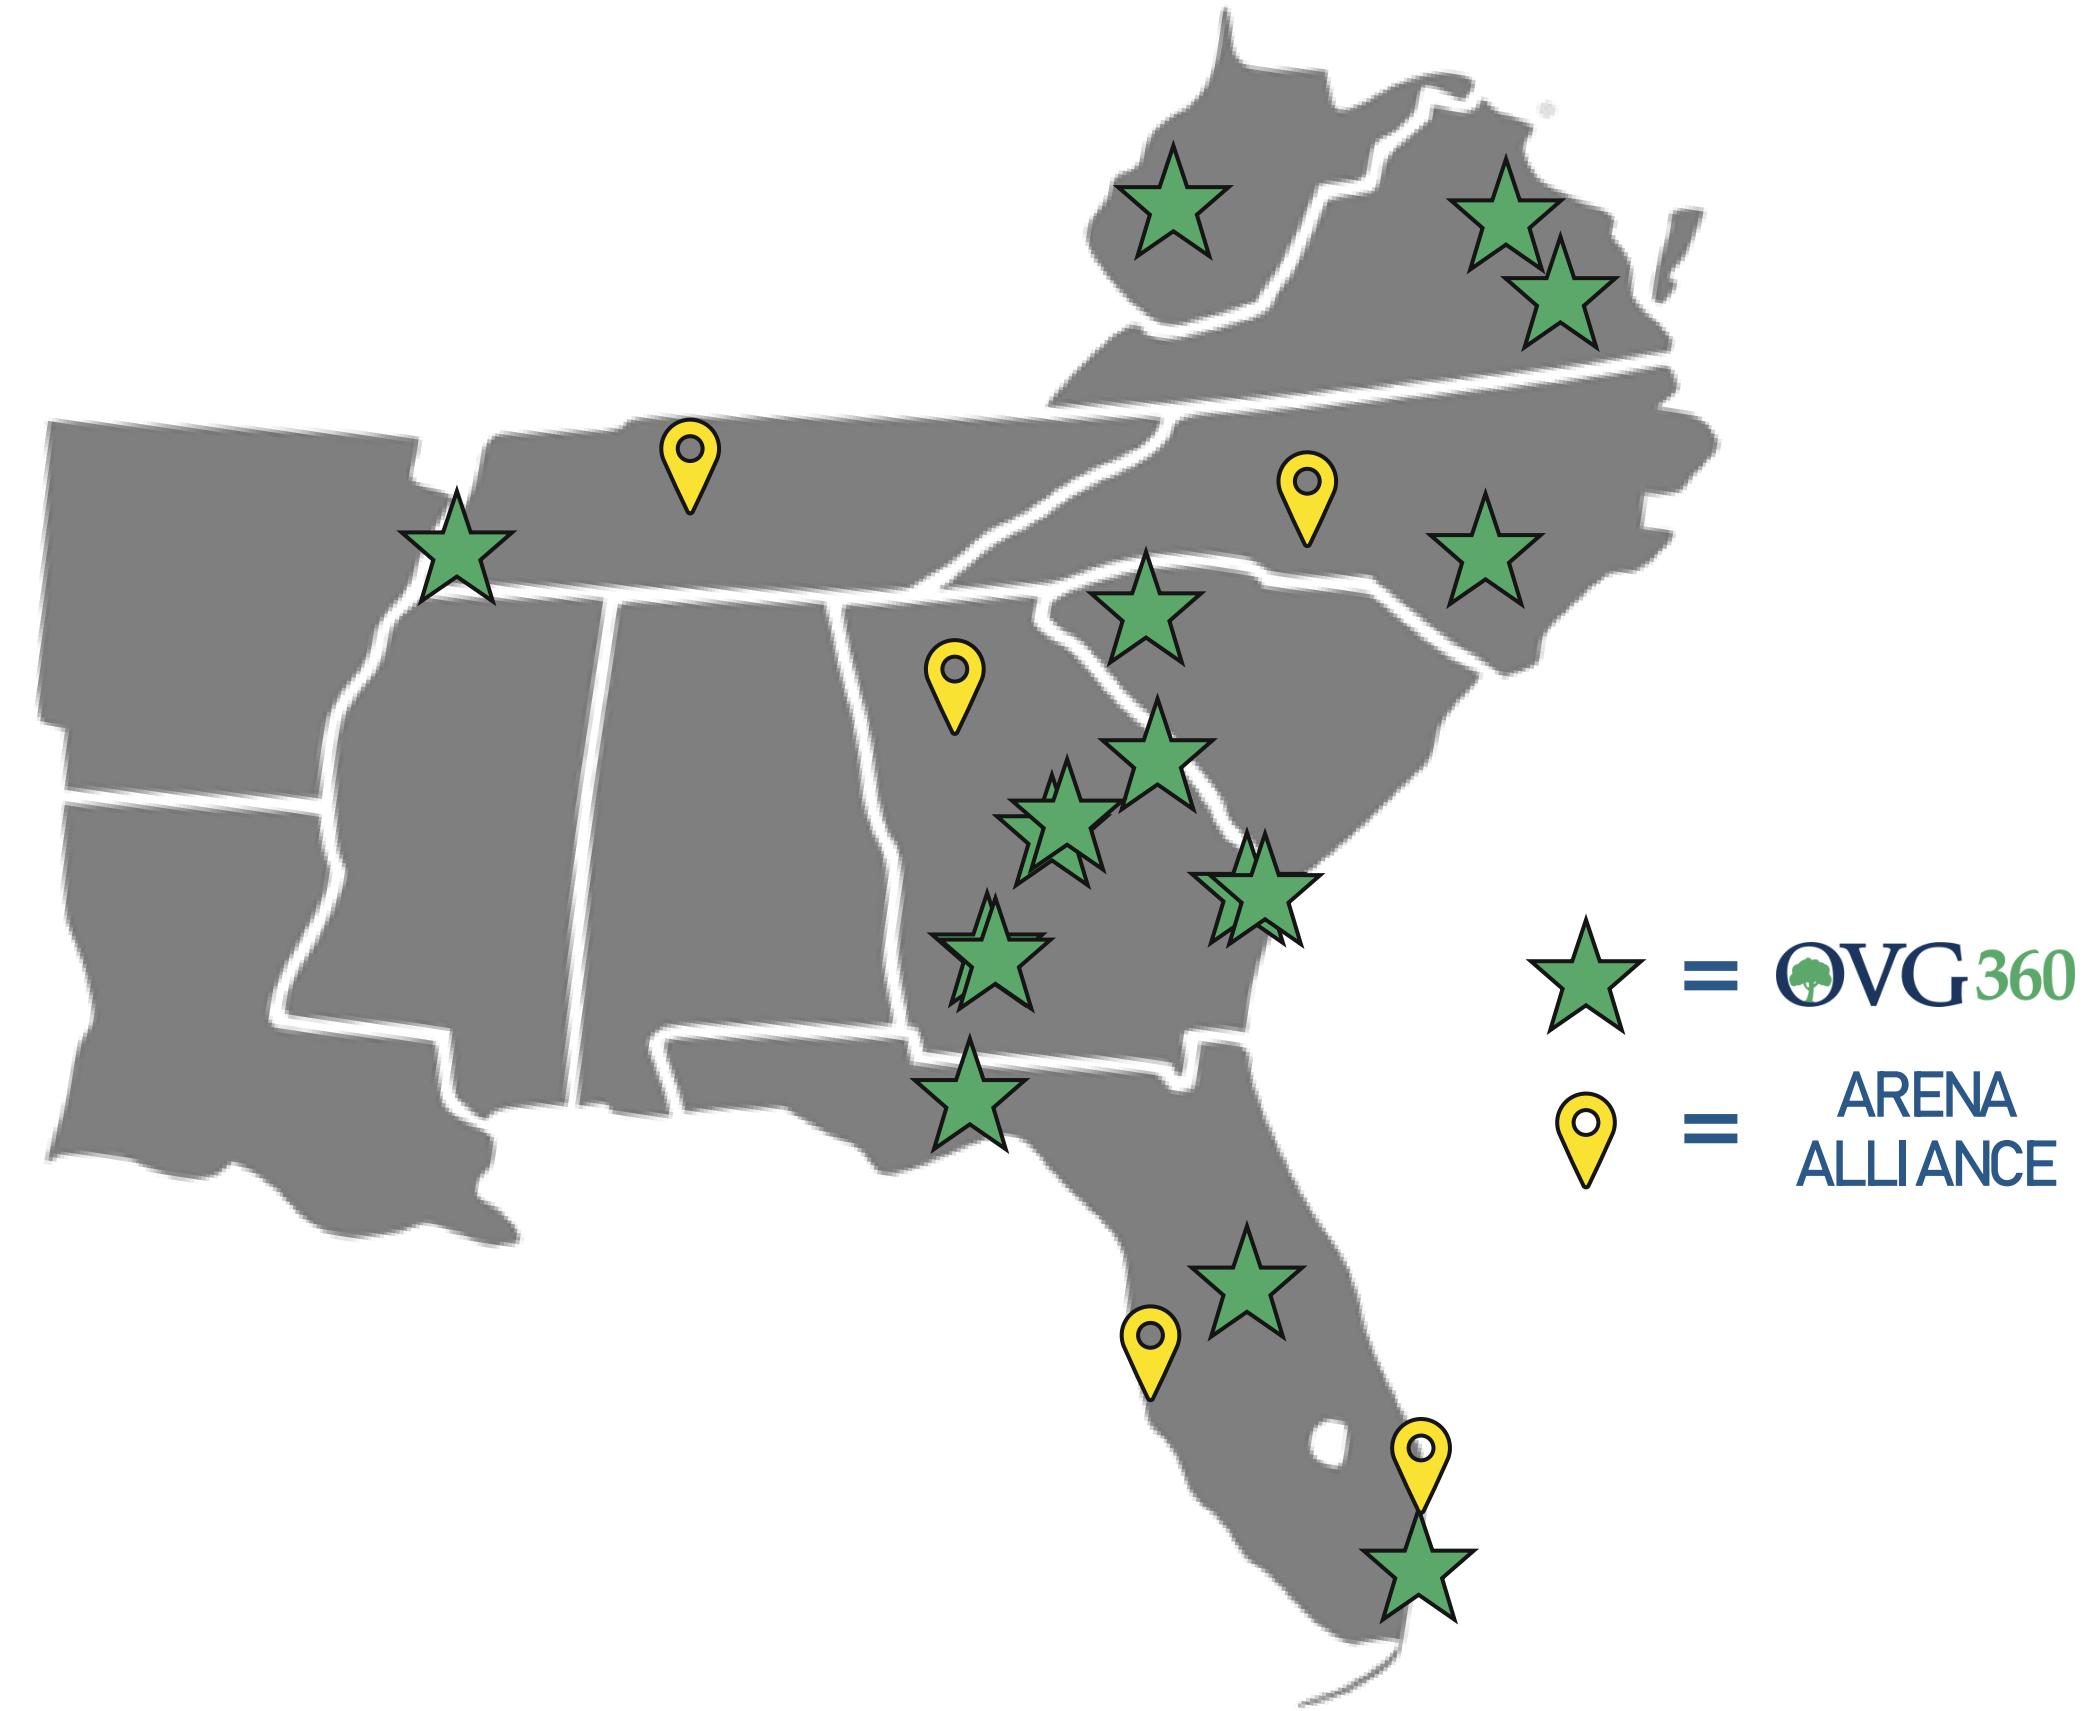 = OVG360
= ARENA
ALLIANCE